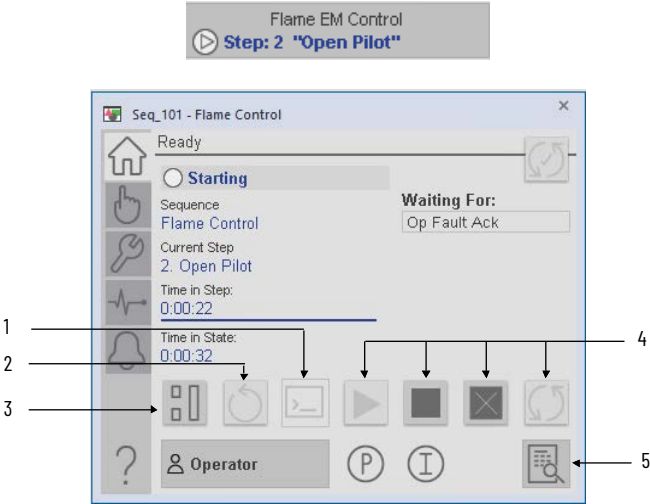 Flame EM Control
Step: 2 "Open Pilot"
Seq_101 - Flame Control
Ready
Starting
Sequence
Flame Control
Waiting For:
Op Fault Ack
Current Step
2. Open Pilot
Time in Step:
0:00:22
Time in State:
0:00:32
1
2
3
4
5
?
Operator
P
I